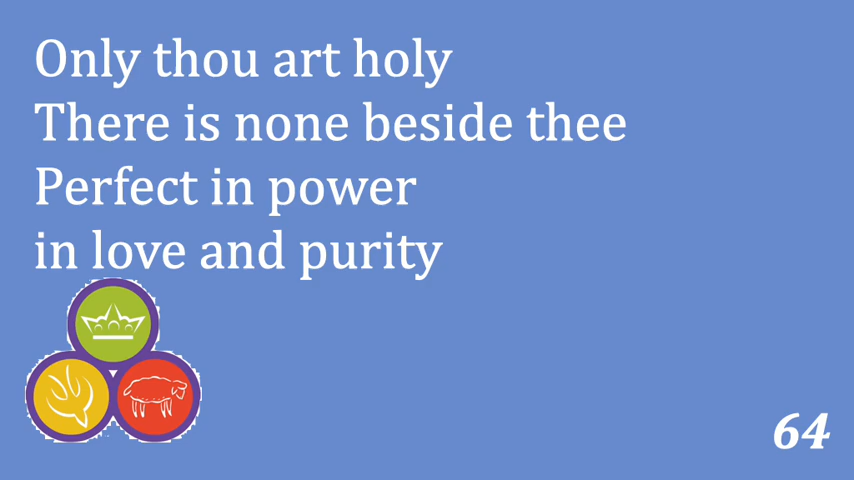 Only thou art holy
There is none beside thee
Perfect in power
in love and purity
64